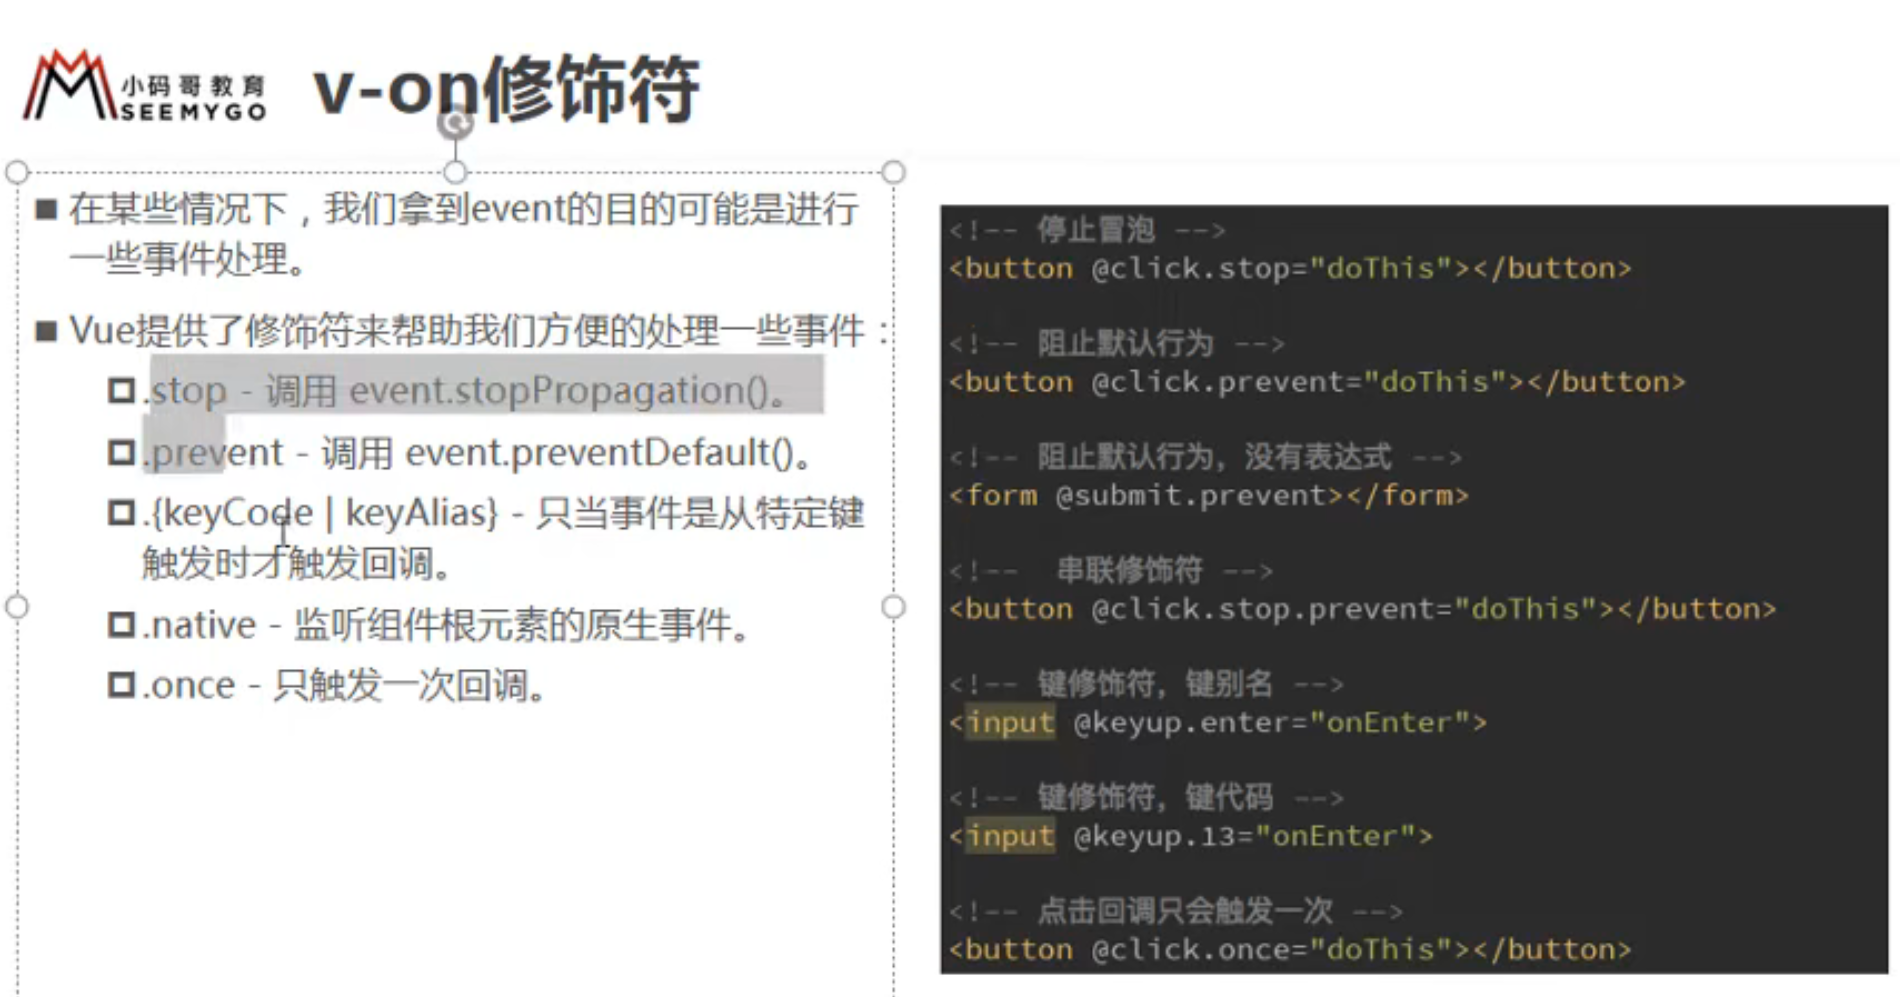 小码哥教育
SEEMYGO
v-on修饰符
■ 在某些情况下，我们拿到event的目的可能是进行
一些事件处理。
■ Vue提供了修饰符来帮助我们方便的处理一些事件：
.stop - 调用 event.stopPropagation()。
.prevent - 调用 event.preventDefault()。
.{keyCode | keyAlias} - 只当事件是从特定键
触发时才触发回调。
.native - 监听组件根元素的原生事件。
.once - 只触发一次回调。
<!-- 停止冒泡 -->
<button @click.stop="doThis"></button>
<!-- 阻止默认行为 -->
<button @click.prevent="doThis"></button>
<!-- 阻止默认行为，没有表达式 -->
<form @submit.prevent></form>
<!--  串联修饰符 -->
<button @click.stop.prevent="doThis"></button>
<!-- 键修饰符，键别名 -->
<input @keyup.enter="onEnter">
<!-- 键修饰符，键代码 -->
<input @keyup.13="onEnter">
<!-- 点击回调只会触发一次 -->
<button @click.once="doThis"></button>